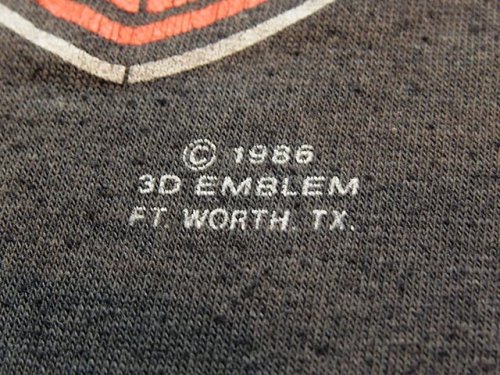 © 1986
3D EMBLEM
FT. WORTH, TX.